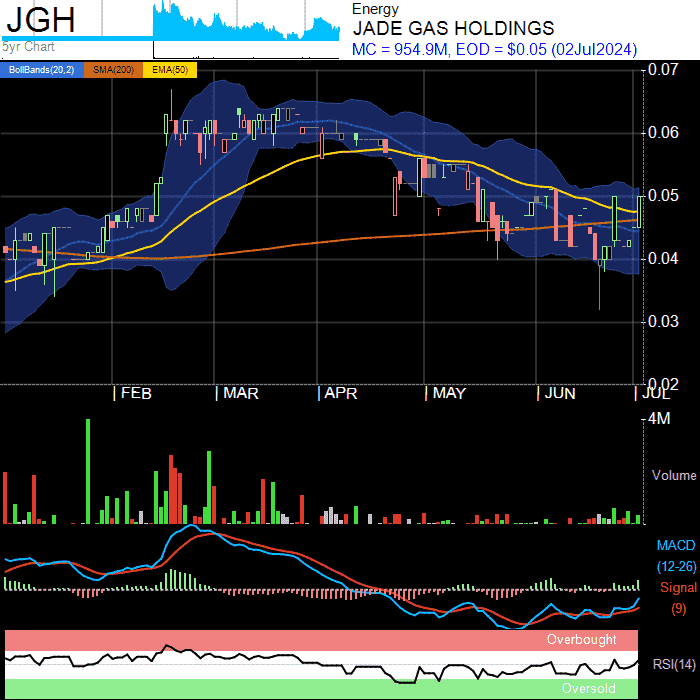 JGH
5yr Chart
Energy
JADE GAS HOLDINGS
MC = 954.9M, EOD = $0.05 (02Jul2024)
BollBands(20,2) SMA(200) EMA(50)
0.07
0.06
0.05
0.04
0.03
0.02
FEB MAR APR MAY JUN JUL
4M
Volume
MACD
(12-26)
Signal
(9)
Overbought
RSI(14)
Oversold